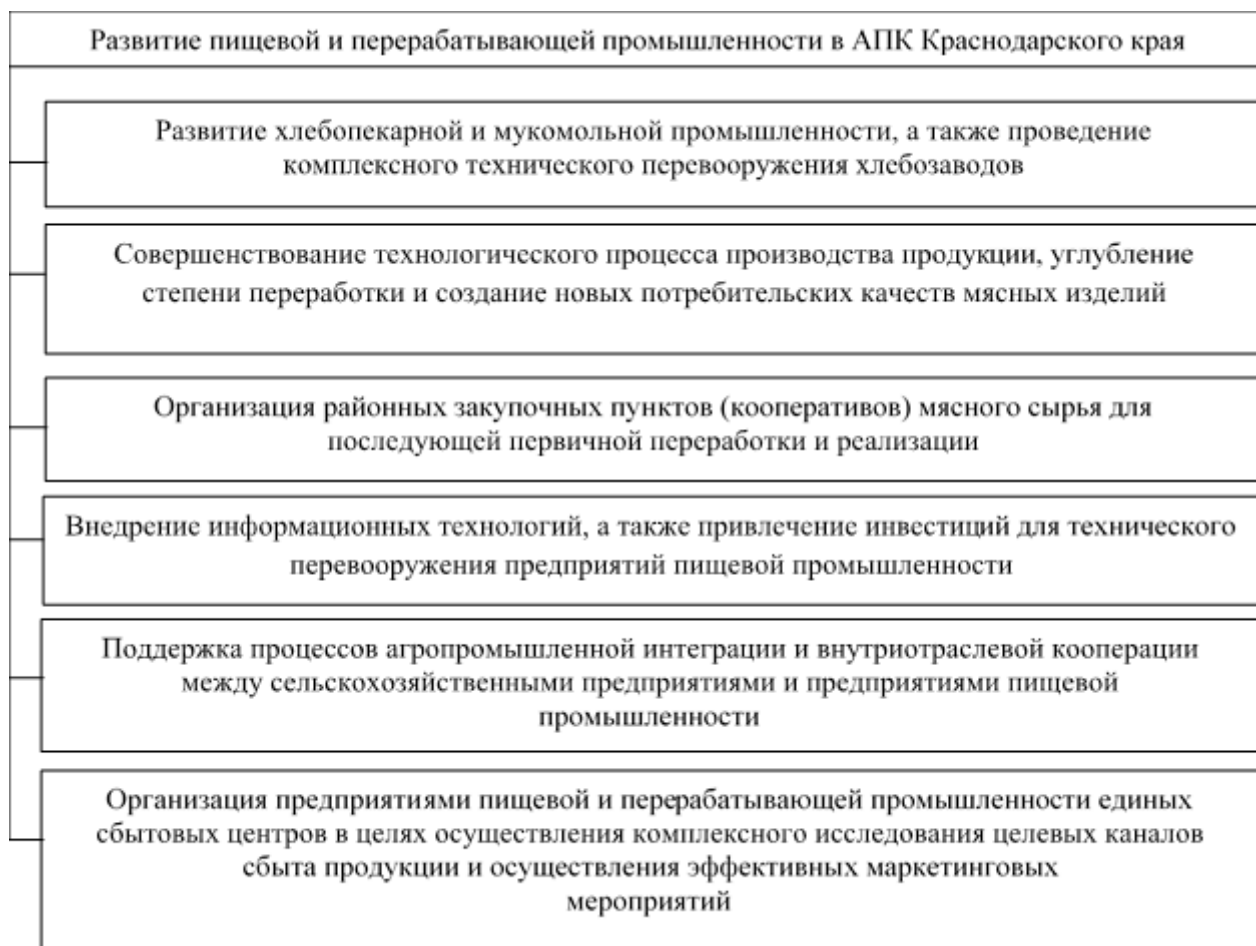 Развитие пищевой и перерабатывающей промышленности в АПК Краснодарского края
Развитие хлебопекарной и мукомольной промышленности, а также проведение
комплексного технического перевооружения хлебозаводов
Совершенствование технологического процесса производства продукции, углубление
степени переработки и создание новых потребительских качеств мясных изделий
Организация районных закупочных пунктов (кооперативов) мясного сырья для
последующей первичной переработки и реализации
Внедрение информационных технологий, а также привлечение инвестиций для технического
перевооружения предприятий пищевой промышленности
Поддержка процессов агропромышленной интеграции и внутриотраслевой кооперации
между сельскохозяйственными предприятиями и предприятиями пищевой
промышленности
Организация предприятиями пищевой и перерабатывающей промышленности единых
сбытовых центров в целях осуществления комплексного исследования целевых каналов
сбыта продукции и осуществления эффективных маркетинговых
мероприятий